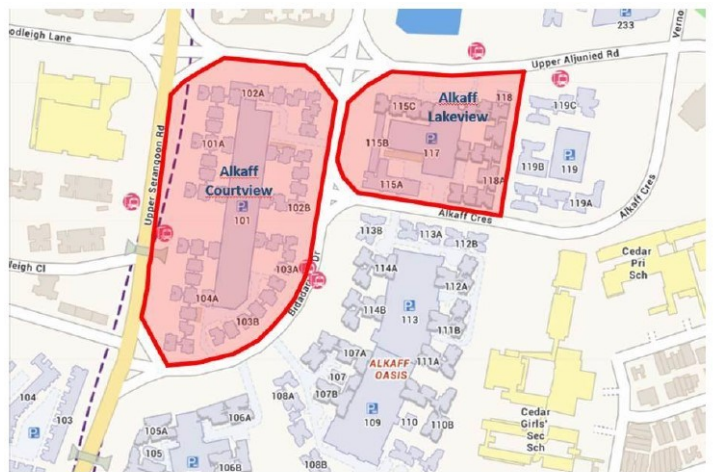 odleigh Lane
233
Verno
Upper Aljunied Rd
102A
Alkaff
Lakeview
118
115C
119C
101A
Upper Serangoon Rd
Alkaff
Courtview
115B
117
119B
119
115A
118A
119A
102B
101
Alkaff Cres
Alkaff Cres
113B
113A
112B
Cedar
Pri
Sch
leigh Cl
103A
114A
112A
104A
103B
114B
113
111B
107A
111A
ALKAFF
OASIS
107
107B
104
103
108A
106A
109
110
110B
105A
105
106B
108B
Cedar
Girls'
Sec
Sch